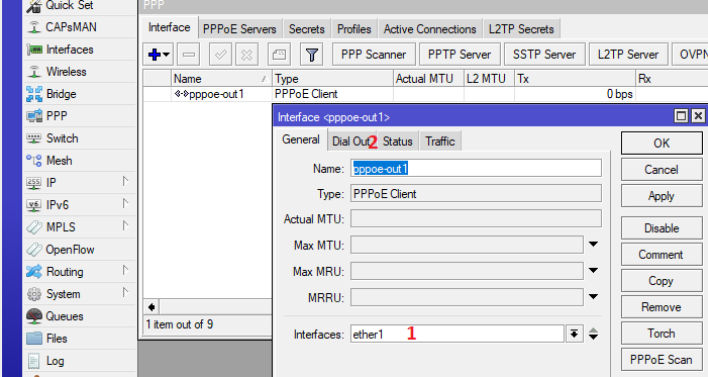 Quick Set
CAPsMAN
Interfaces
Wireless
Bridge
PPP
Switch
Mesh
IP
IPv6
MPLS
OpenFlow
Routing
System
Queues
Files
Log
PPP
Interface PPPoE Servers Secrets Profiles Active Connections L2TP Secrets
PPP Scanner PPTP Server SSTP Server L2TP Server OVPN
Name Type Actual MTU L2 MTU Tx Rx
pppoe-out1 PPPoE Client 0 bps
1 item out of 9
Interface <pppoe-out1>
General Dial Out 2 Status Traffic
Name: pppoe-out1
Type: PPPoE Client
Actual MTU:
Max MTU:
Max MRU:
MRRU:
Interfaces: ether1 1
OK
Cancel
Apply
Disable
Comment
Copy
Remove
Torch
PPPoE Scan